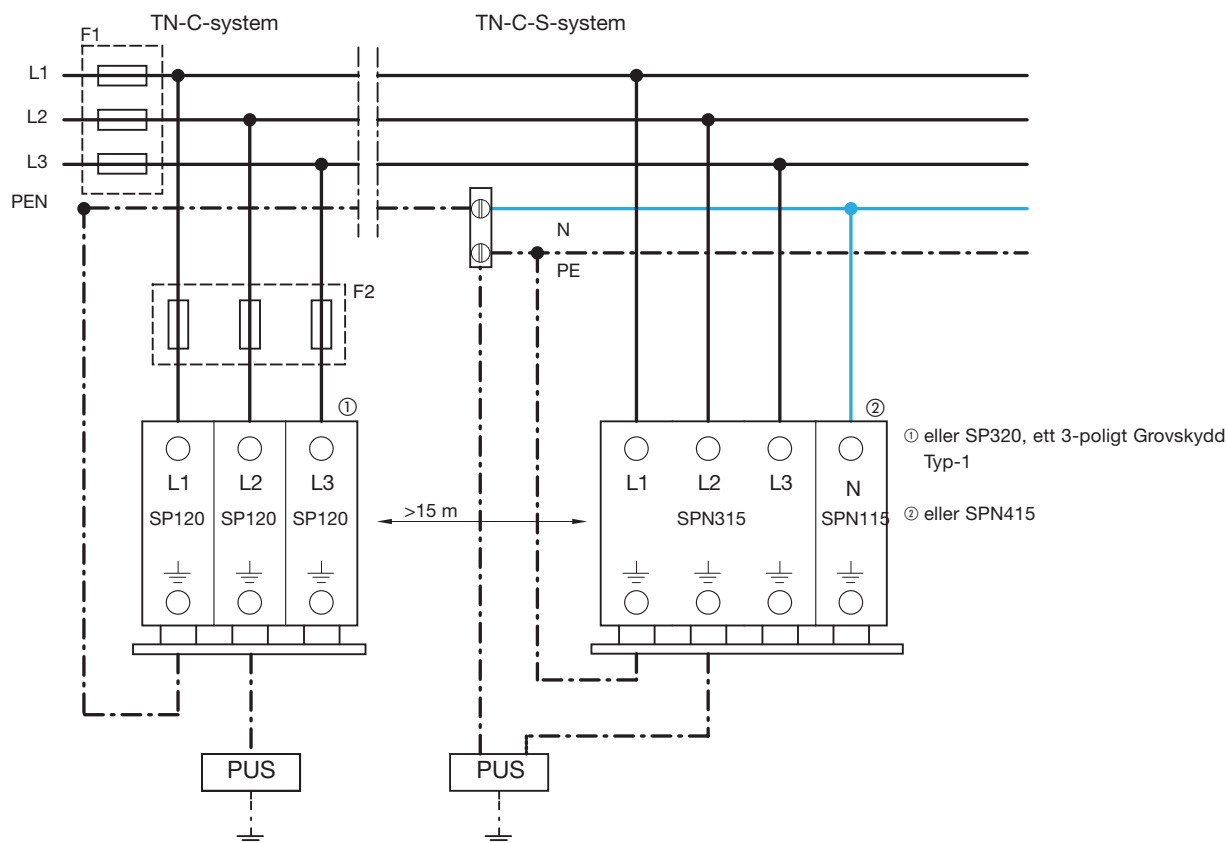 TN-C-system
TN-C-S-system
F1
L1
L2
L3
PEN
N
PE
F2
①
②
L1
L2
L3
SP120
SP120
SP120
>15 m
L1
L2
L3
N
SPN315
SPN115
① eller SP320, ett 3-poligt Grovskydd
Typ-1
② eller SPN415
PUS
PUS